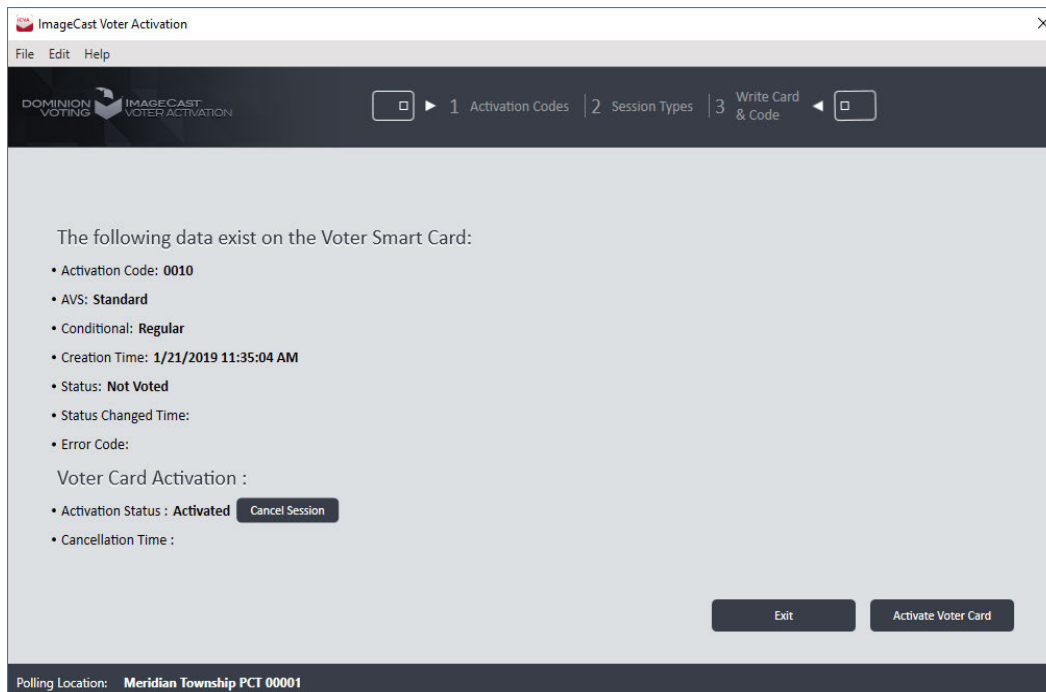 ICVA
ImageCast Voter Activation
File Edit Help
DOMINION VOTING
IMAGECAST VOTER ACTIVATION
1 Activation Codes
2 Session Types
3 Write Card & Code
The following data exist on the Voter Smart Card:
• Activation Code: 0010
• AVS: Standard
• Conditional: Regular
• Creation Time: 1/21/2019 11:35:04 AM
• Status: Not Voted
• Status Changed Time:
• Error Code:
Voter Card Activation :
• Activation Status : Activated Cancel Session
• Cancellation Time :
Exit Activate Voter Card
Polling Location: Meridian Township PCT 00001